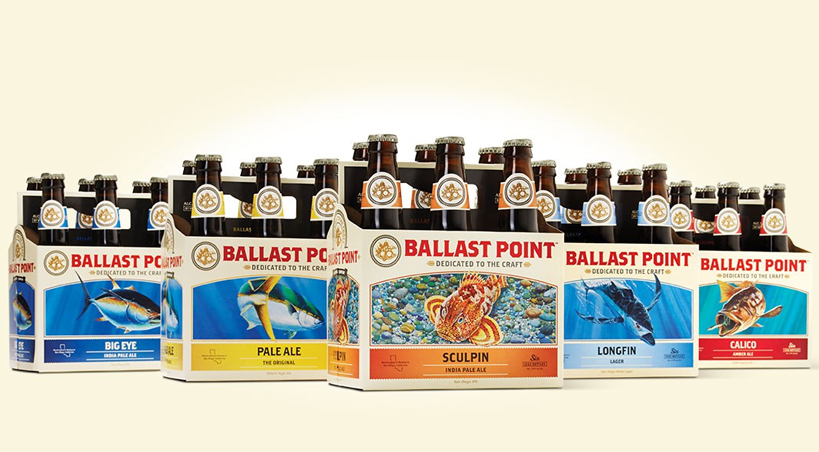 BALLAST POINT
BIG EYE
INDIA PALE ALE
BALLAST PO
DEDICATED TO THE CRAFT
PALE ALE
THE ORIGINAL
BALLAST POINT
DEDICATED TO THE CRAFT
SCULPIN
INDIA PALE ALE
BALLAST POINT
DEDICATED TO THE CRAFT
LONGFIN
LAGER
BALLAST POINT
DEDICATED TO THE CRAFT
CALICO
AMBER ALE